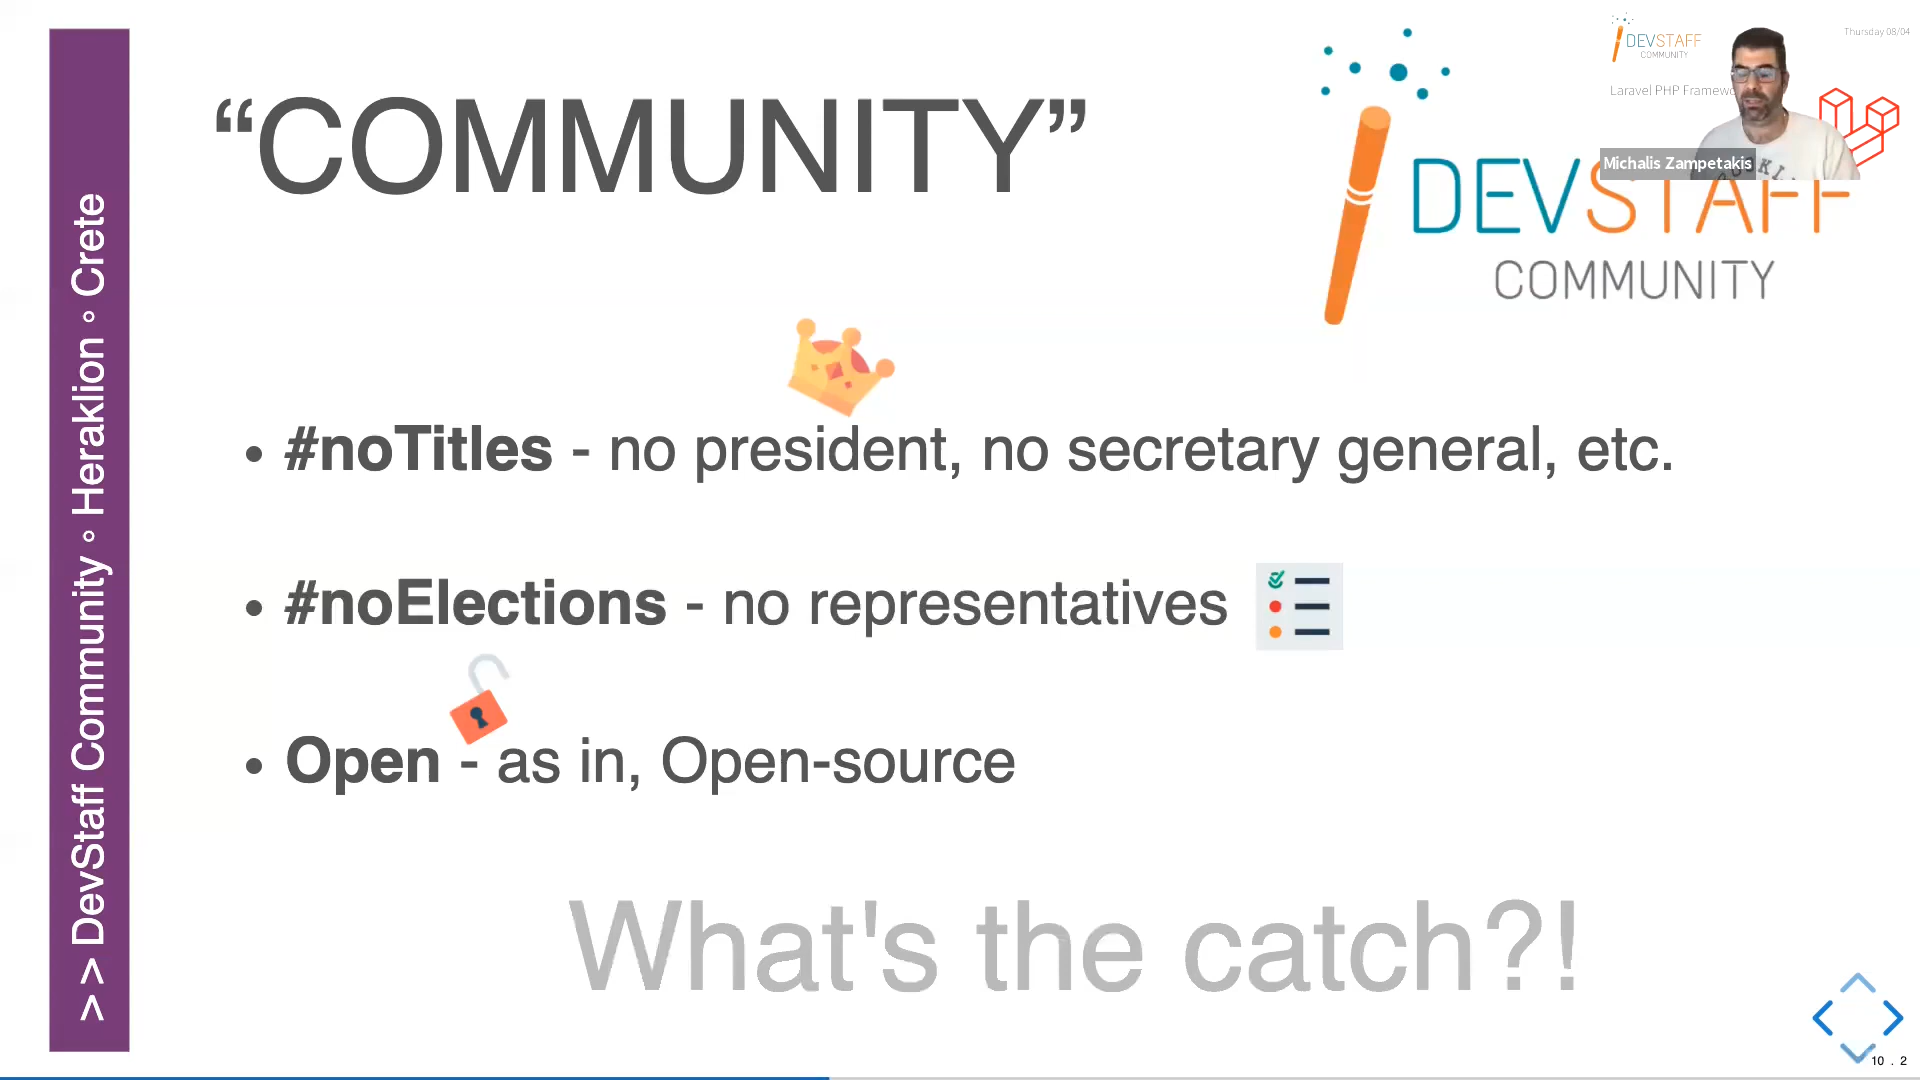 “COMMUNITY”
DEVSTAFF
COMMUNITY
DEVSTAFF
COMMUNITY
Thursday 08/04
Laravel PHP Framewo
Michalis Zampetakis
#noTitles - no president, no secretary general, etc.
#noElections - no representatives
Open - as in, Open-source
What's the catch?!
>> DevStaff Community ∘ Heraklion ∘ Crete
10 . 2